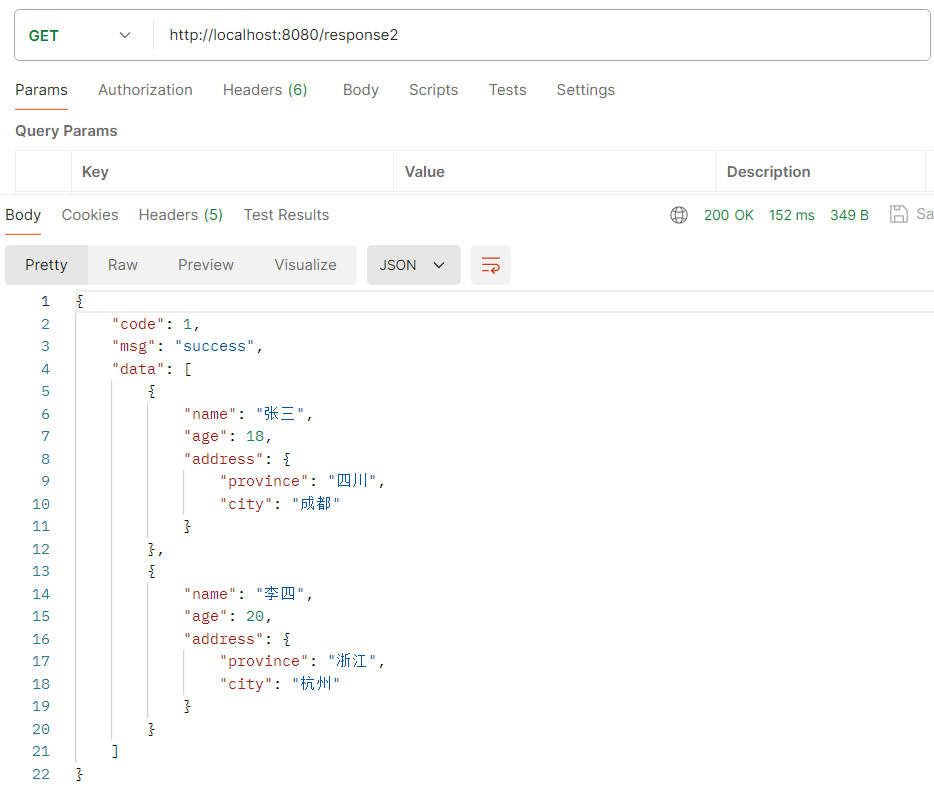 GET http://localhost:8080/response2
Params Authorization Headers (6) Body Scripts Tests Settings
Query Params
Key Value Description
Body Cookies Headers (5) Test Results 200 OK 152 ms 349 B Sa
Pretty Raw Preview Visualize JSON
1 {
2 "code": 1,
3 "msg": "success",
4 "data": [
5 {
6 "name": "张三",
7 "age": 18,
8 "address": {
9 "province": "四川",
10 "city": "成都"
11 }
12 },
13 {
14 "name": "李四",
15 "age": 20,
16 "address": {
17 "province": "浙江",
18 "city": "杭州"
19 }
20 }
21 ]
22 }